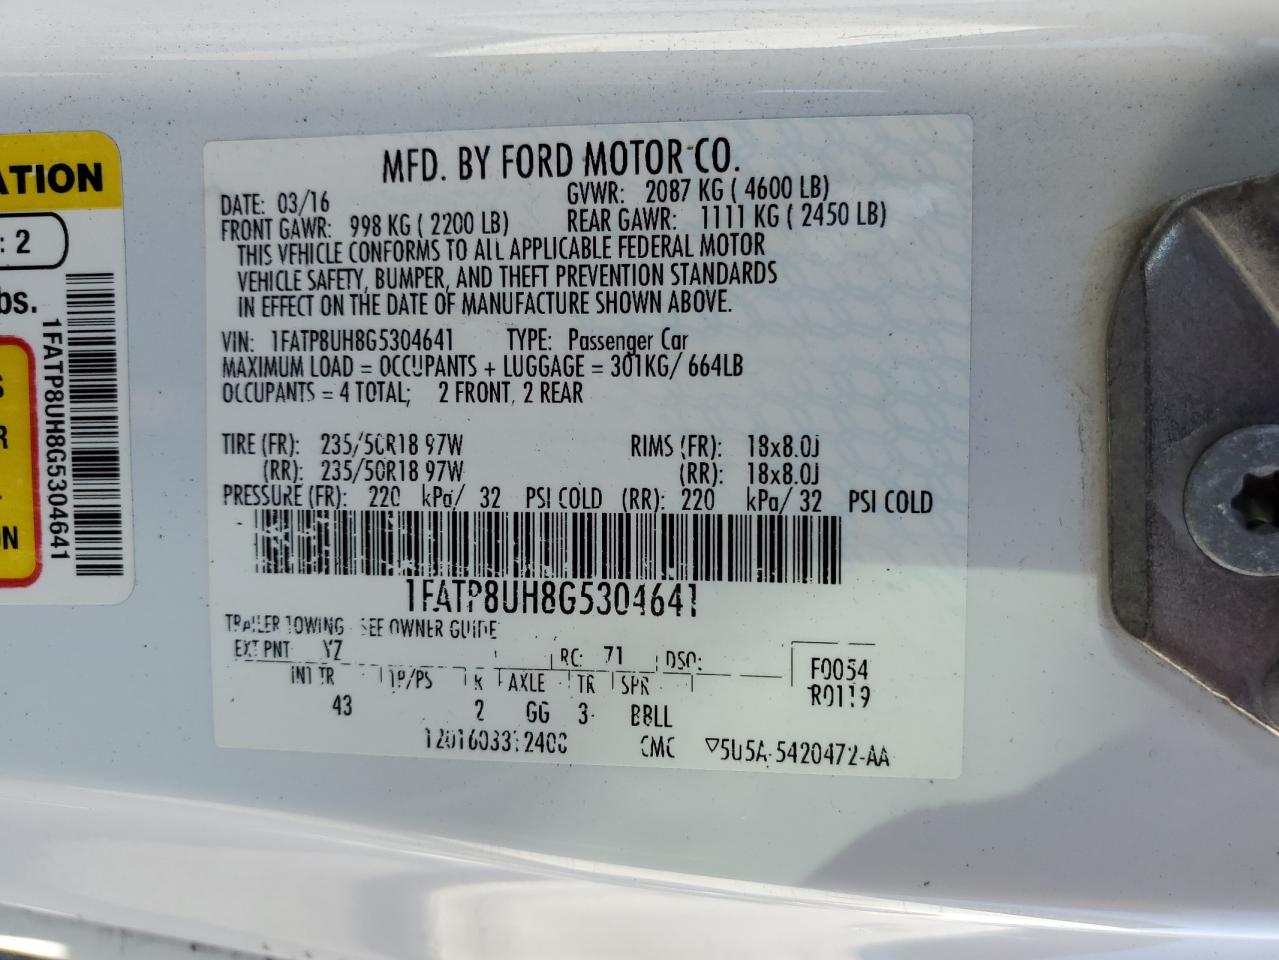 MFD. BY FORD MOTOR CO.
DATE: 03/16 GVWR: 2087 KG ( 4600 LB)
FRONT GAWR: 998 KG ( 2200 LB) REAR GAWR: 1111 KG ( 2450 LB)
THIS VEHICLE CONFORMS TO ALL APPLICABLE FEDERAL MOTOR
VEHICLE SAFETY, BUMPER, AND THEFT PREVENTION STANDARDS
IN EFFECT ON THE DATE OF MANUFACTURE SHOWN ABOVE.
VIN: 1FATP8UH8G5304641 TYPE: Passenger Car
MAXIMUM LOAD = OCCUPANTS + LUGGAGE = 301KG/ 664LB
OCCUPANTS = 4 TOTAL; 2 FRONT, 2 REAR
TIRE (FR): 235/50R18 97W RIMS (FR): 18x8.0J
(RR): 235/50R18 97W (RR): 18x8.0J
PRESSURE (FR): 220 kPa/ 32 PSI COLD (RR): 220 kPa/ 32 PSI COLD
1FATP8UH8G5304641
TRAILER TOWING - SEE OWNER GUIDE
EXT PNT YZ RC: 71 DSO:
INT TR TP/PS R AXLE TR SPR
43 2 GG 3 BBLL
F0054
R0119
CMC ▽5U5A-5420472-AA
ATION
: 2
bs.
1FATP8UH8G5304641
S
R
N